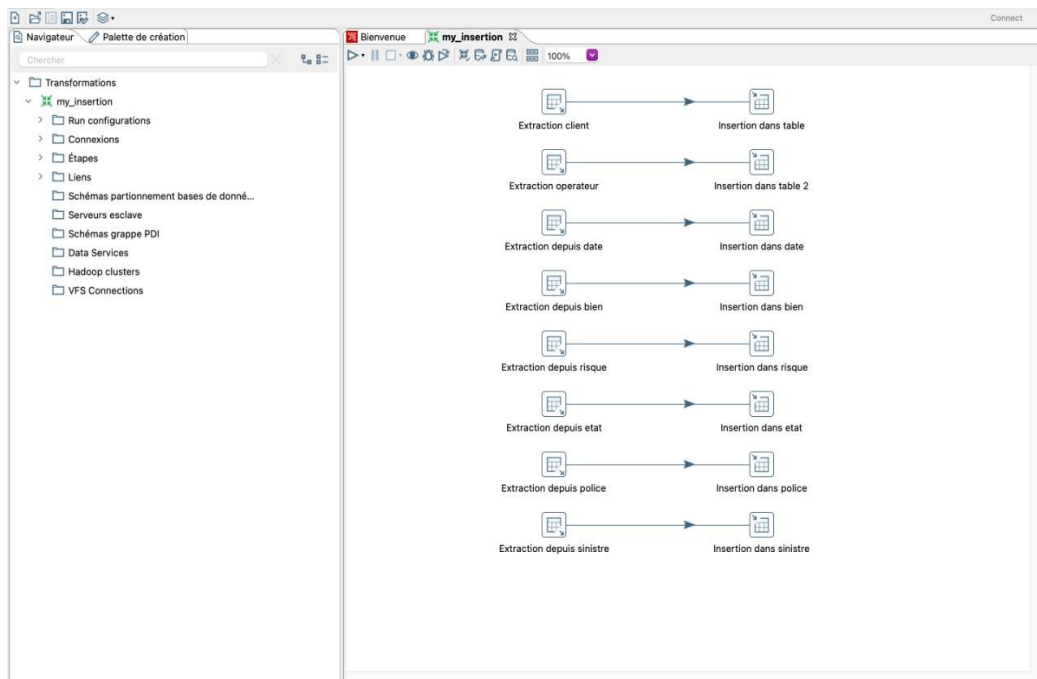 Connect
Navigateur
Palette de création
Bienvenue
my_insertion
Chercher
100%
Transformations
my_insertion
Run configurations
Connexions
Étapes
Liens
Schémas partionnement bases de donné...
Serveurs esclave
Schémas grappe PDI
Data Services
Hadoop clusters
VFS Connections
Extraction client
Insertion dans table
Extraction operateur
Insertion dans table 2
Extraction depuis date
Insertion dans date
Extraction depuis bien
Insertion dans bien
Extraction depuis risque
Insertion dans risque
Extraction depuis etat
Insertion dans etat
Extraction depuis police
Insertion dans police
Extraction depuis sinistre
Insertion dans sinistre